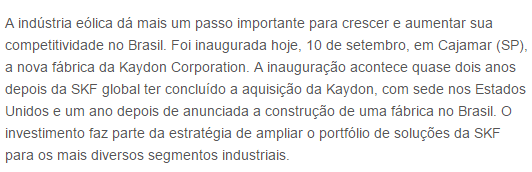 A indústria eólica dá mais um passo importante para crescer e aumentar sua
competitividade no Brasil. Foi inaugurada hoje, 10 de setembro, em Cajamar (SP),
a nova fábrica da Kaydon Corporation. A inauguração acontece quase dois anos
depois da SKF global ter concluído a aquisição da Kaydon, com sede nos Estados
Unidos e um ano depois de anunciada a construção de uma fábrica no Brasil. O
investimento faz parte da estratégia de ampliar o portfólio de soluções da SKF
para os mais diversos segmentos industriais.